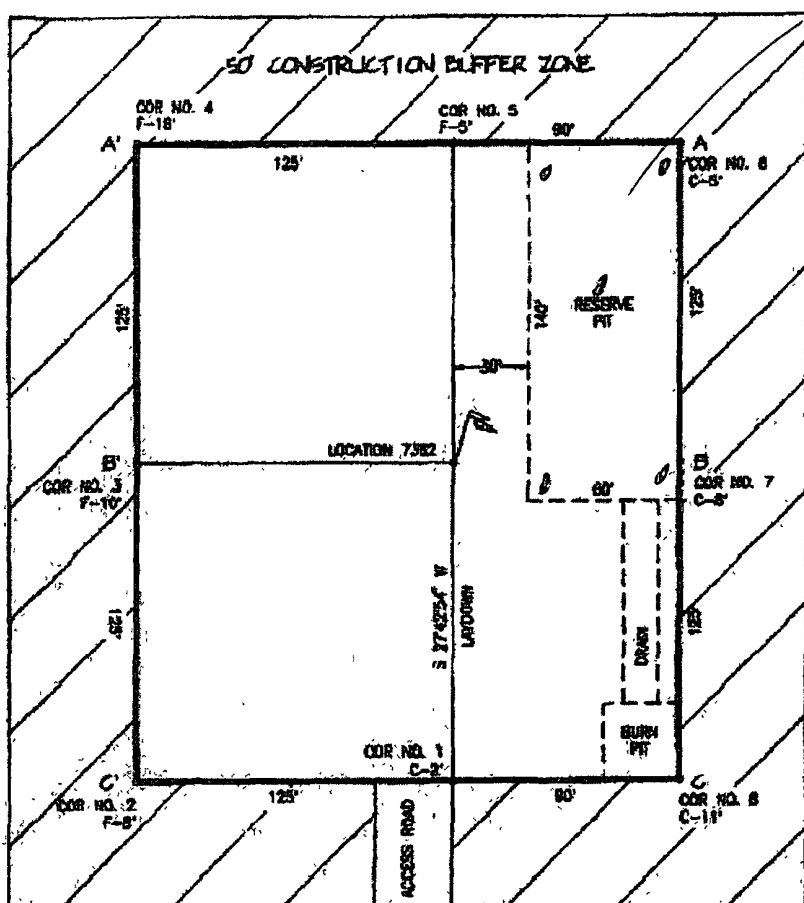 50' CONSTRUCTION BUFFER ZONE
COR NO. 4
F-18'
COR NO. 5
F-5'
90'
A'
A
125'
COR NO. 6
C-5'
125'
140'
RESERVE
PIT
125'
30'
LOCATION 7382
B'
B
COR NO. 3
F-10'
60'
COR NO. 7
C-8'
125'
LAYDOWN
DRAIN
125'
BURN
PIT
COR NO. 1
C-2'
C'
C
COR NO. 2
125'
90'
COR NO. 8
C-11'
ACCESS ROAD